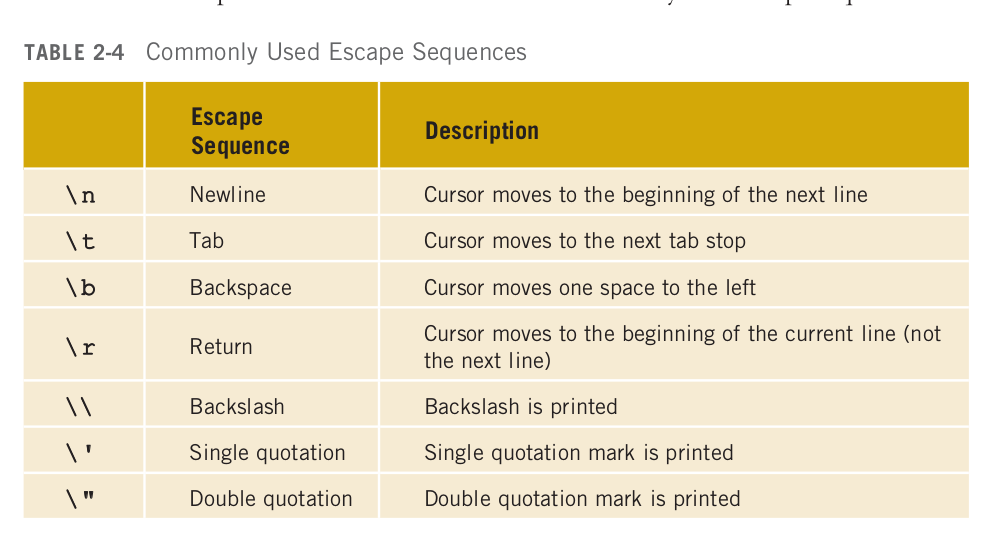 TABLE 2-4 Commonly Used Escape Sequences
Escape
Sequence
Description
\n Newline Cursor moves to the beginning of the next line
\t Tab Cursor moves to the next tab stop
\b Backspace Cursor moves one space to the left
\r Return Cursor moves to the beginning of the current line (not
the next line)
\\ Backslash Backslash is printed
\' Single quotation Single quotation mark is printed
\" Double quotation Double quotation mark is printed